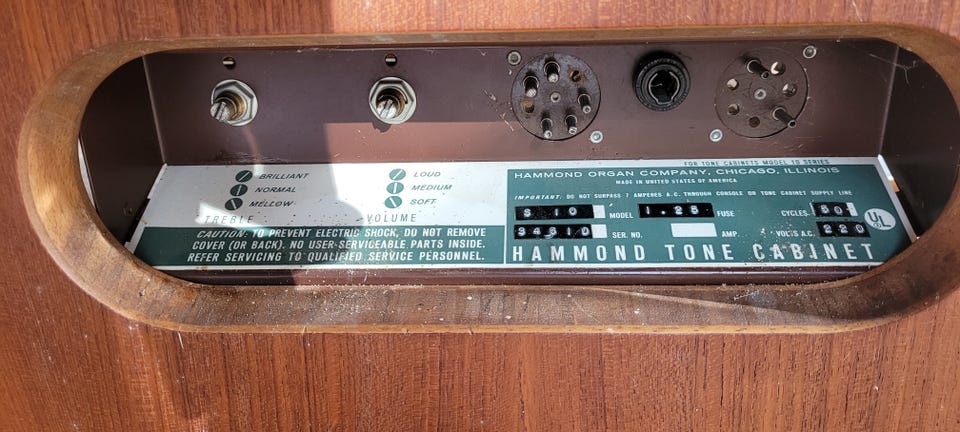 BRILLIANT
NORMAL
MELLOW
TREBLE
LOUD
MEDIUM
SOFT
VOLUME
CAUTION: TO PREVENT ELECTRIC SHOCK, DO NOT REMOVE
COVER (OR BACK). NO USER-SERVICEABLE PARTS INSIDE.
REFER SERVICING TO QUALIFIED SERVICE PERSONNEL.
FOR TONE CABINETS MODEL 10 SERIES
HAMMOND ORGAN COMPANY, CHICAGO, ILLINOIS
MADE IN UNITED STATES OF AMERICA
IMPORTANT: DO NOT SURPASS 7 AMPERES A.C. THROUGH CONSOLE OR TONE CABINET SUPPLY LINE
S 10 MODEL 1.25 FUSE CYCLES
34610 SER. NO. AMP. VOLTS A.C. 220
UL
HAMMOND TONE CABINET